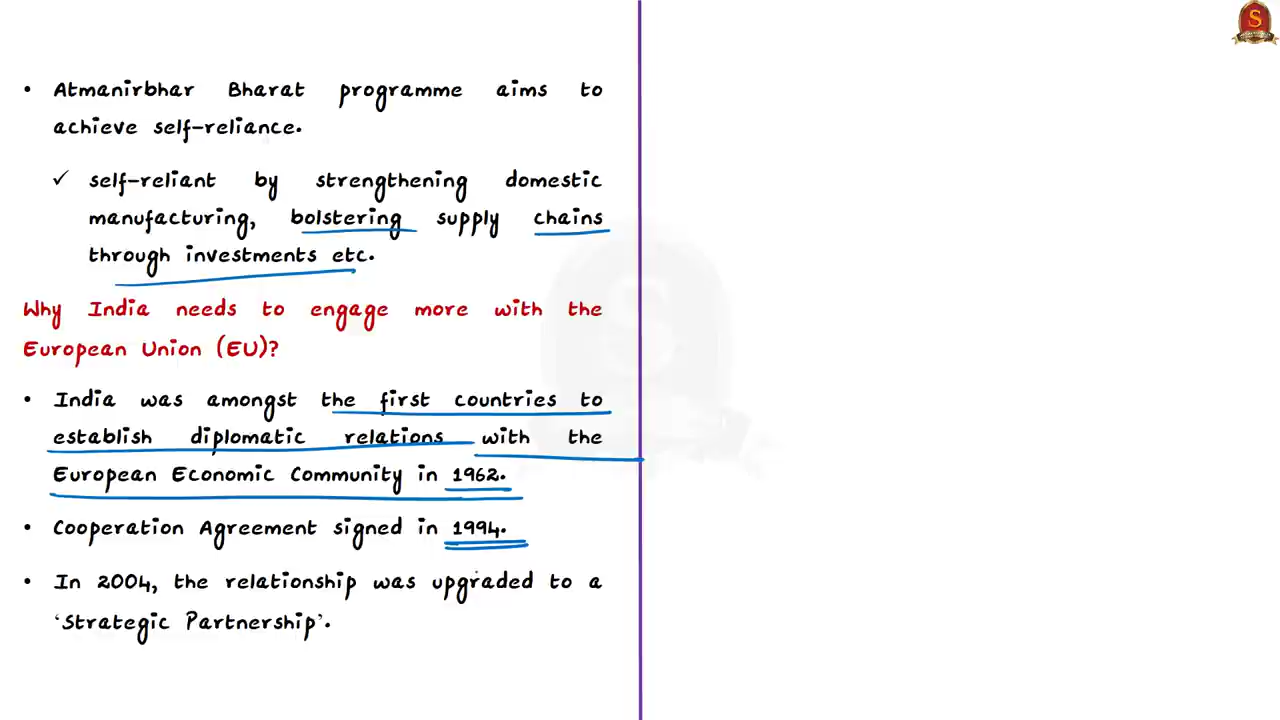 • Atmanirbhar Bharat programme aims to
achieve self-reliance.
✓ self-reliant by strengthening domestic
manufacturing, bolstering supply chains
through investments etc.
Why India needs to engage more with the
European Union (EU)?
• India was amongst the first countries to
establish diplomatic relations with the
European Economic Community in 1962.
• Cooperation Agreement signed in 1994.
• In 2004, the relationship was upgraded to a
‘Strategic Partnership’.
S